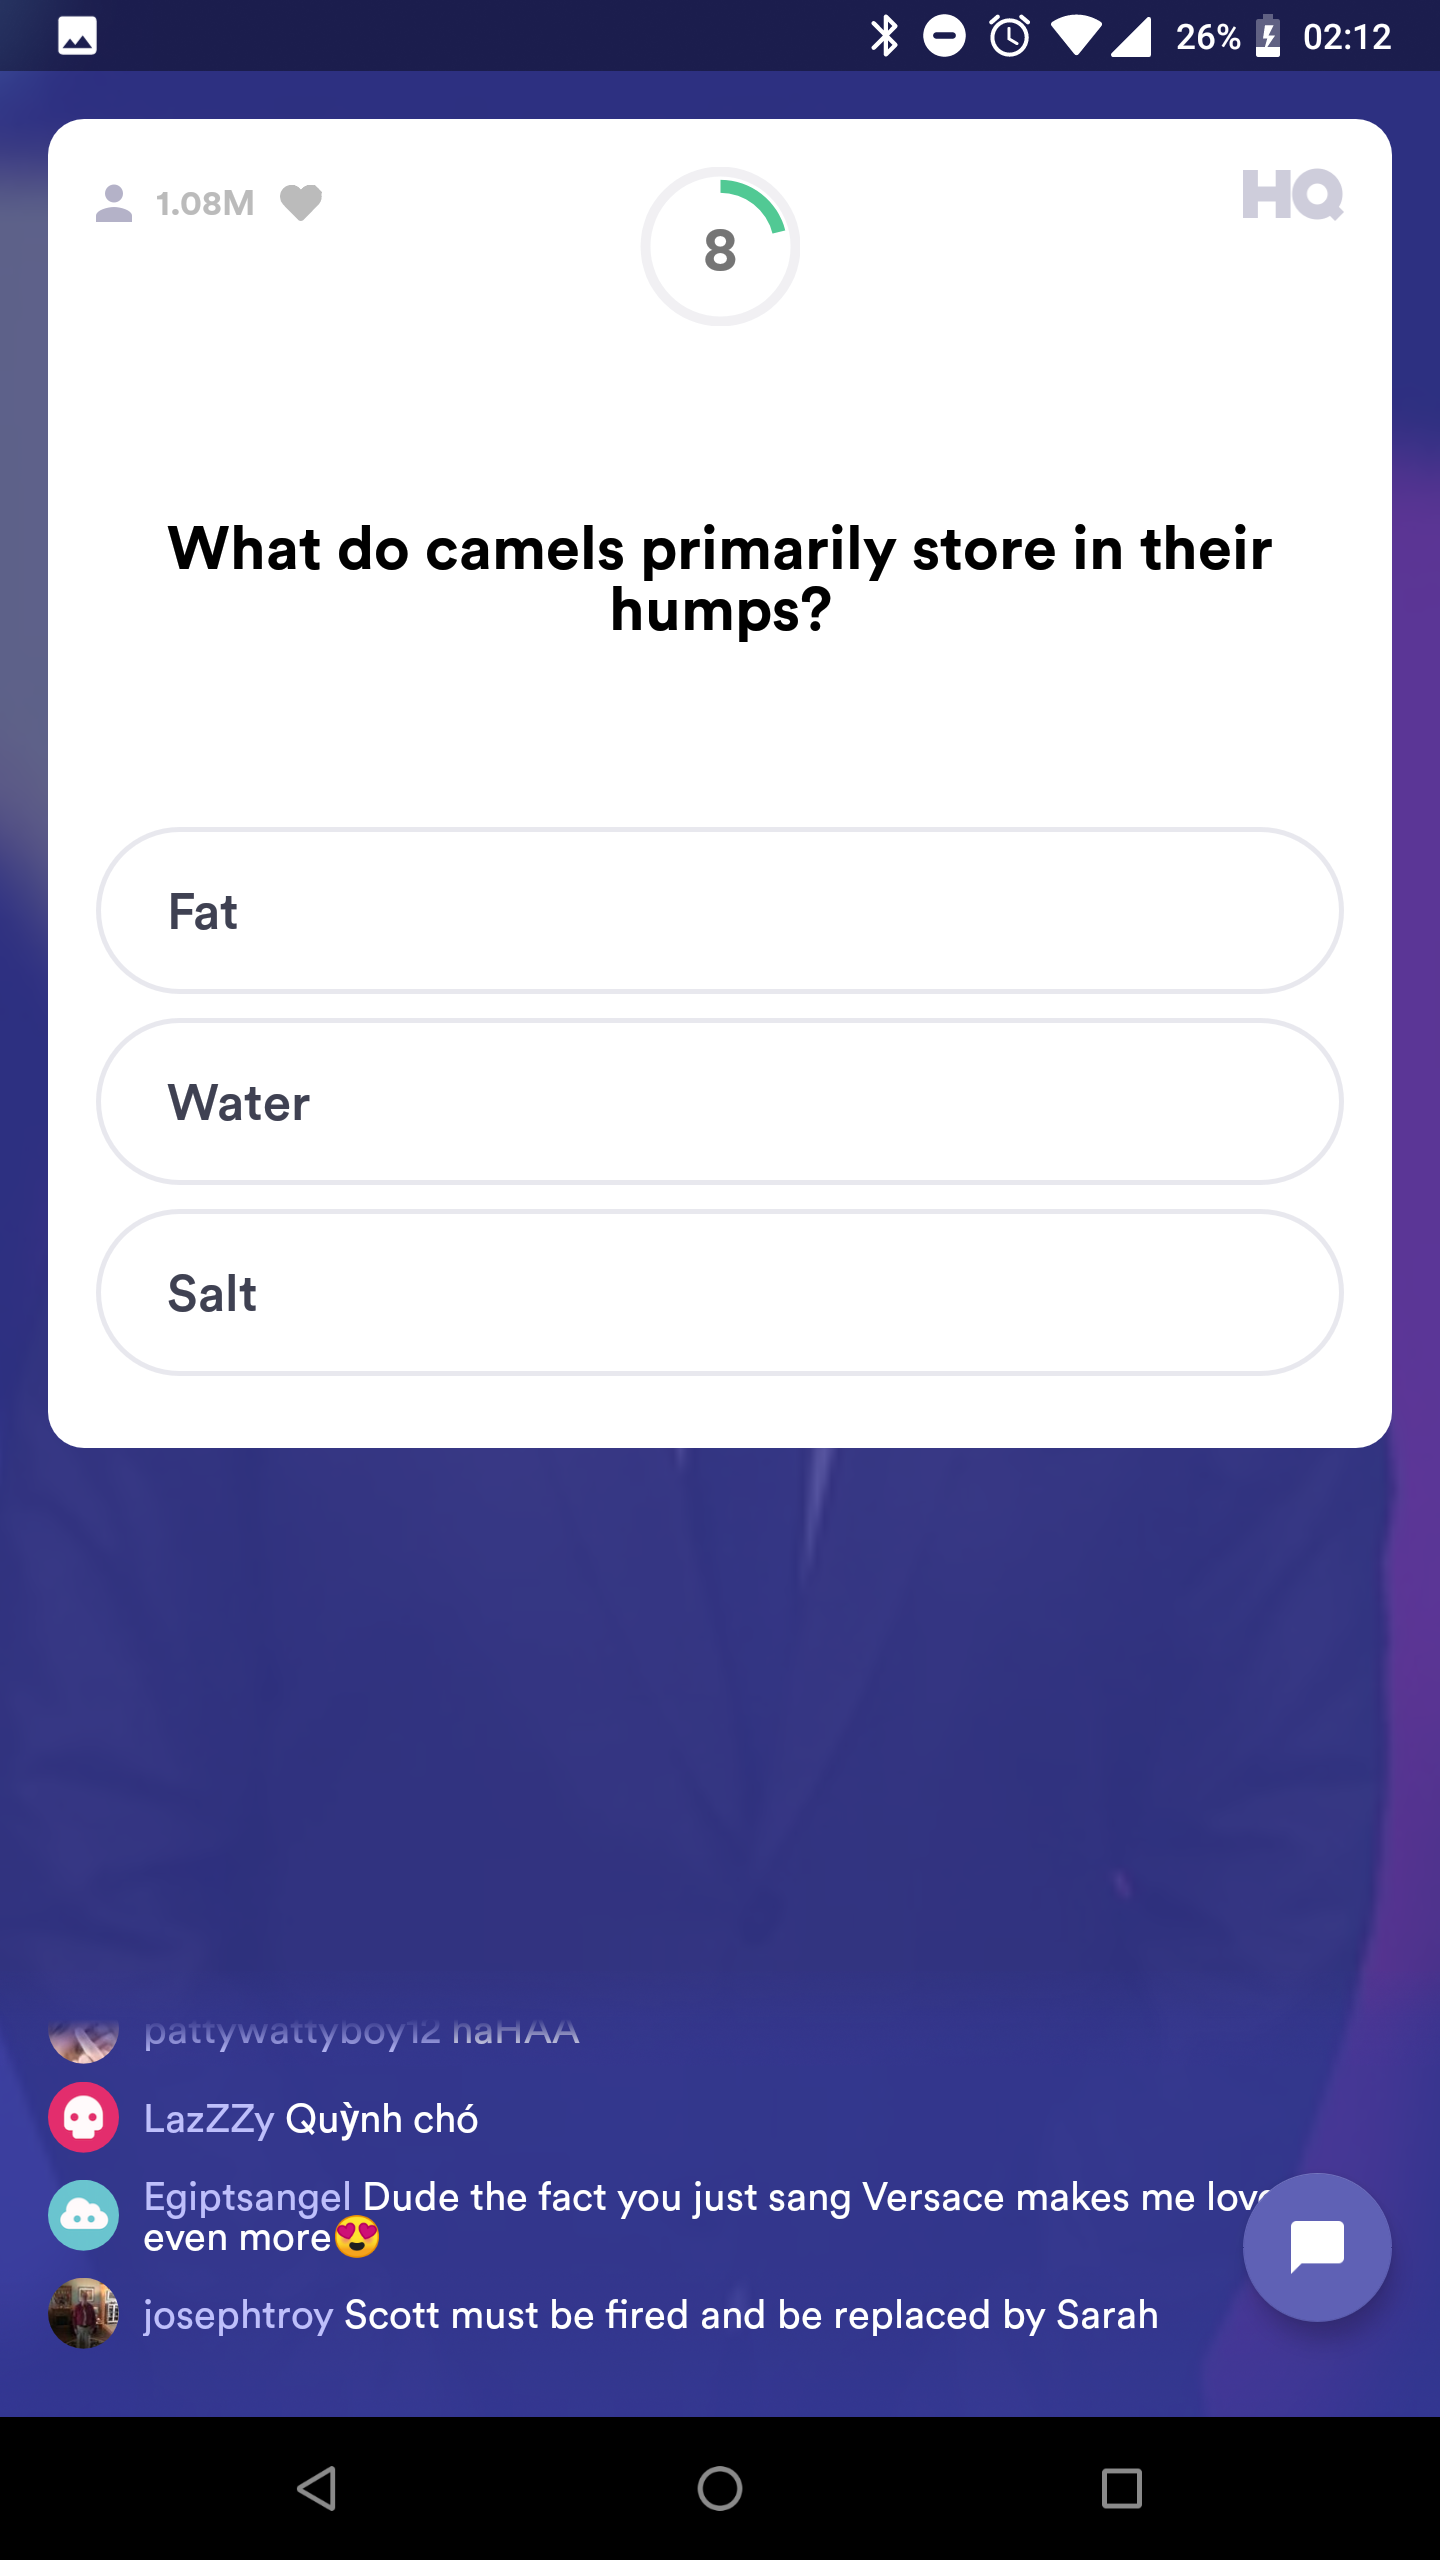 26% 02:12
1.08M
8
HQ
What do camels primarily store in their
humps?
Fat
Water
Salt
pattywattyboy12 haHAA
LazZZy Quỳnh chó
Egiptsangel Dude the fact you just sang Versace makes me love
even more😍
josephtroy Scott must be fired and be replaced by Sarah